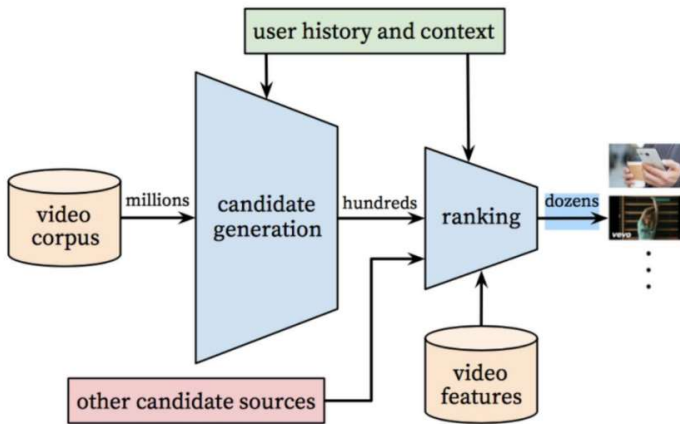 user history and context
millions
video
corpus
candidate
generation
hundreds
ranking
dozens
vevo
other candidate sources
video
features